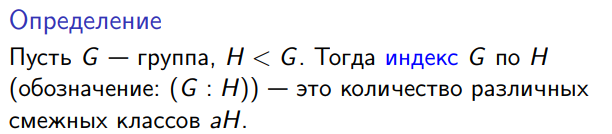 Определение
Пусть G — группа, H < G. Тогда индекс G по H
(обозначение: (G : H)) — это количество различных
смежных классов aH.